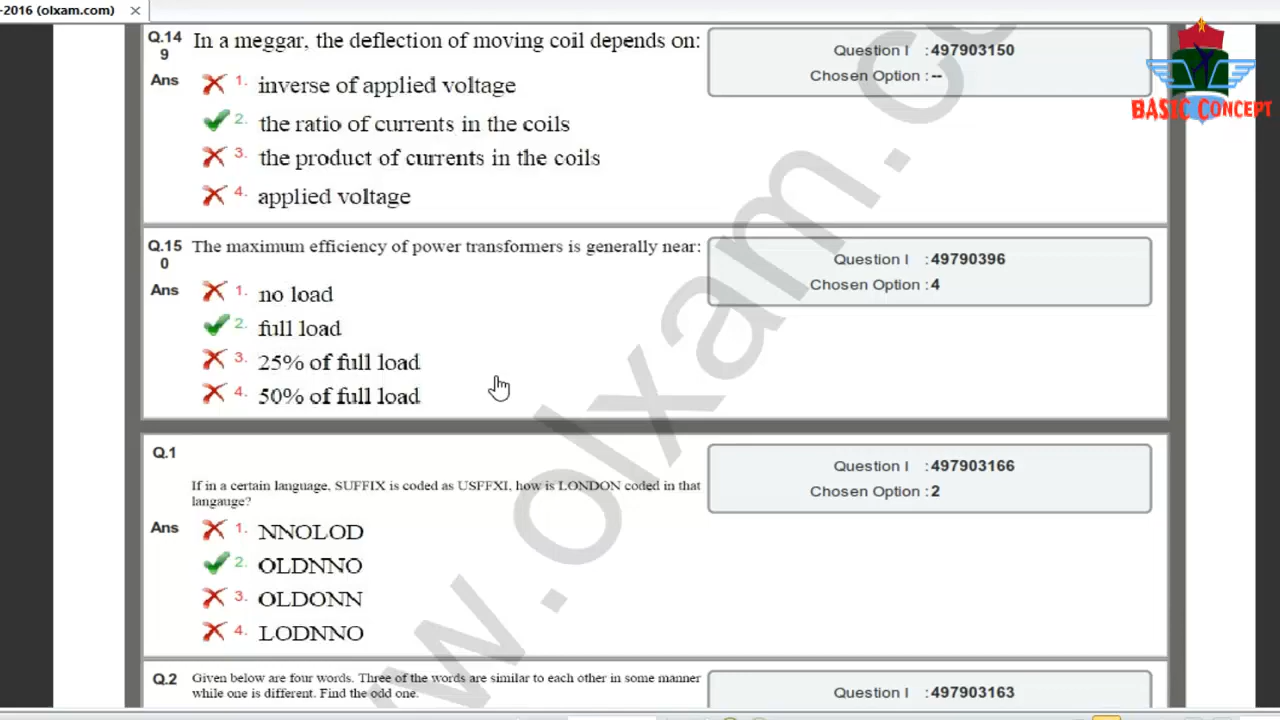 -2016 (olxam.com) ×
BASIC CONCEPT
Q.14
9
In a meggar, the deflection of moving coil depends on:
Question I : 497903150
Chosen Option : --
Ans
1. inverse of applied voltage
2. the ratio of currents in the coils
3. the product of currents in the coils
4. applied voltage
Q.15
0
The maximum efficiency of power transformers is generally near:
Question I : 49790396
Chosen Option : 4
Ans
1. no load
2. full load
3. 25% of full load
4. 50% of full load
Q.1
If in a certain language, SUFFIX is coded as USFFXI, how is LONDON coded in that
langauge?
Question I : 497903166
Chosen Option : 2
Ans
1. NNOLOD
2. OLDNNO
3. OLDONN
4. LODNNO
Q.2
Given below are four words. Three of the words are similar to each other in some manner
while one is different. Find the odd one.
Question I : 497903163
w.olxam.c